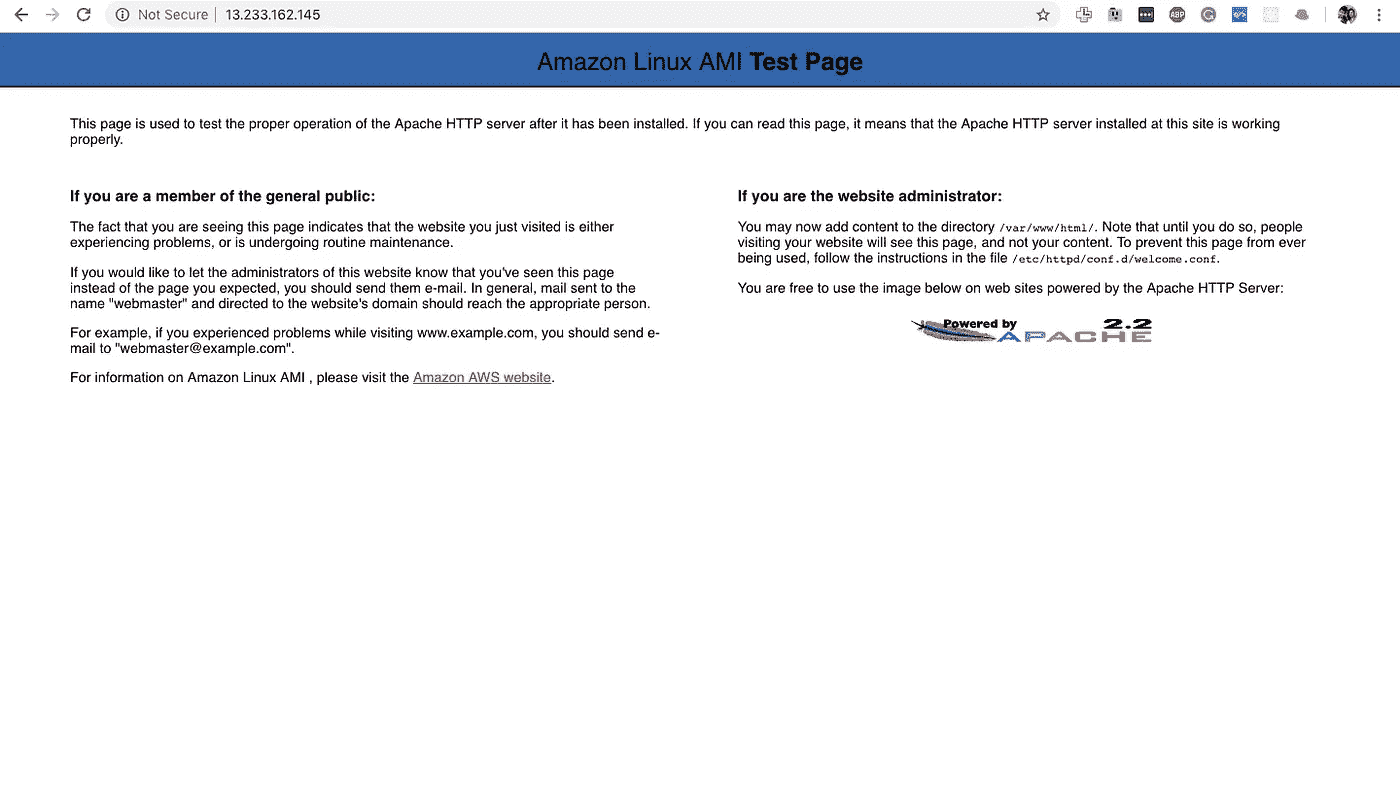 Not Secure | 13.233.162.145
ABP
Amazon Linux AMI Test Page
This page is used to test the proper operation of the Apache HTTP server after it has been installed. If you can read this page, it means that the Apache HTTP server installed at this site is working
properly.
If you are a member of the general public:
The fact that you are seeing this page indicates that the website you just visited is either
experiencing problems, or is undergoing routine maintenance.
If you would like to let the administrators of this website know that you've seen this page
instead of the page you expected, you should send them e-mail. In general, mail sent to the
name "webmaster" and directed to the website's domain should reach the appropriate person.
For example, if you experienced problems while visiting www.example.com, you should send e-
mail to "webmaster@example.com".
For information on Amazon Linux AMI , please visit the Amazon AWS website.
If you are the website administrator:
You may now add content to the directory /var/www/html/. Note that until you do so, people
visiting your website will see this page, and not your content. To prevent this page from ever
being used, follow the instructions in the file /etc/httpd/conf.d/welcome.conf.
You are free to use the image below on web sites powered by the Apache HTTP Server:
Powered by 2.2
APACHE